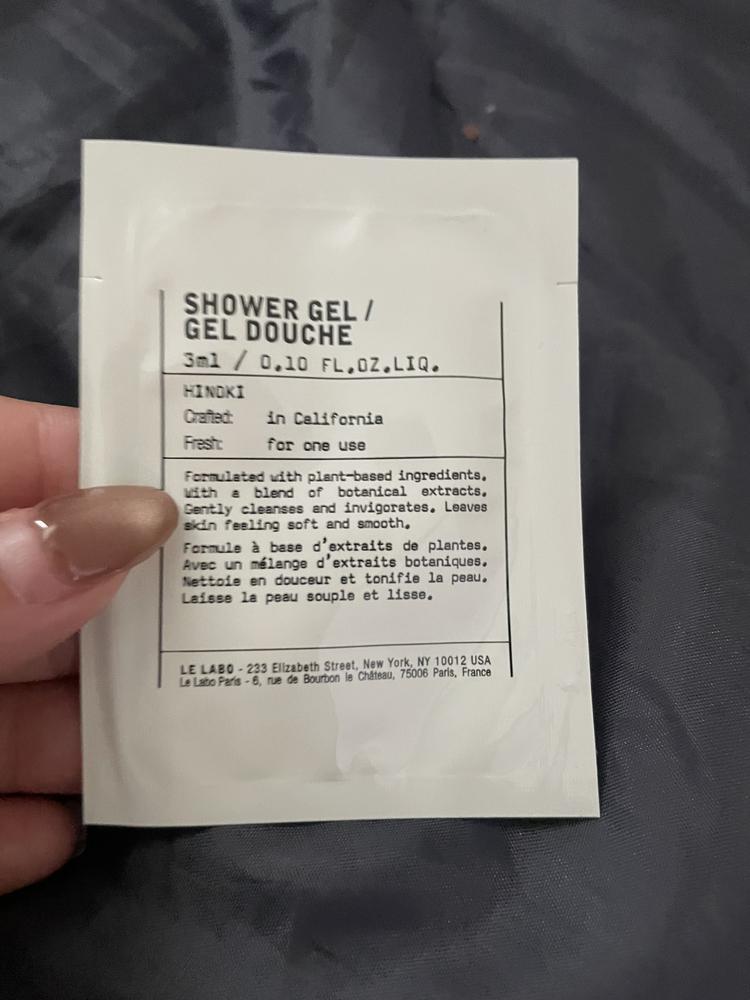 SHOWER GEL /
GEL DOUCHE
3ml / 0.10 FL.OZ.LIQ.
HINOKI
Crafted: in California
Fresh: for one use
Formulated with plant-based ingredients.
With a blend of botanical extracts.
Gently cleanses and invigorates. Leaves
skin feeling soft and smooth.
Formule à base d'extraits de plantes.
Avec un mélange d'extraits botaniques.
Nettoie en douceur et tonifie la peau.
Laisse la peau souple et lisse.
LE LABO - 233 Elizabeth Street, New York, NY 10012 USA
Le Labo Paris - 6, rue de Bourbon le Château, 75006 Paris, France